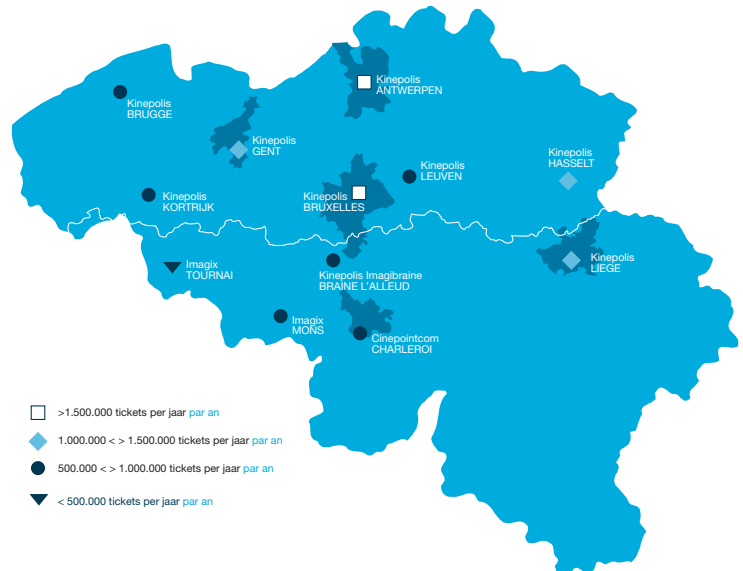 Kinepolis
ANTWERPEN
Kinepolis
BRUGGE
Kinepolis
GENT
Kinepolis
HASSELT
Kinepolis
LEUVEN
Kinepolis
KORTRIJK
Kinepolis
BRUXELLES
Imagix
TOURNAI
Kinepolis Imagibraine
BRAINE L'ALLEUD
Kinepolis
LIEGE
Imagix
MONS
Cinepointcom
CHARLEROI
>1.500.000 tickets per jaar par an
1.000.000 < > 1.500.000 tickets per jaar par an
500.000 < > 1.000.000 tickets per jaar par an
< 500.000 tickets per jaar par an